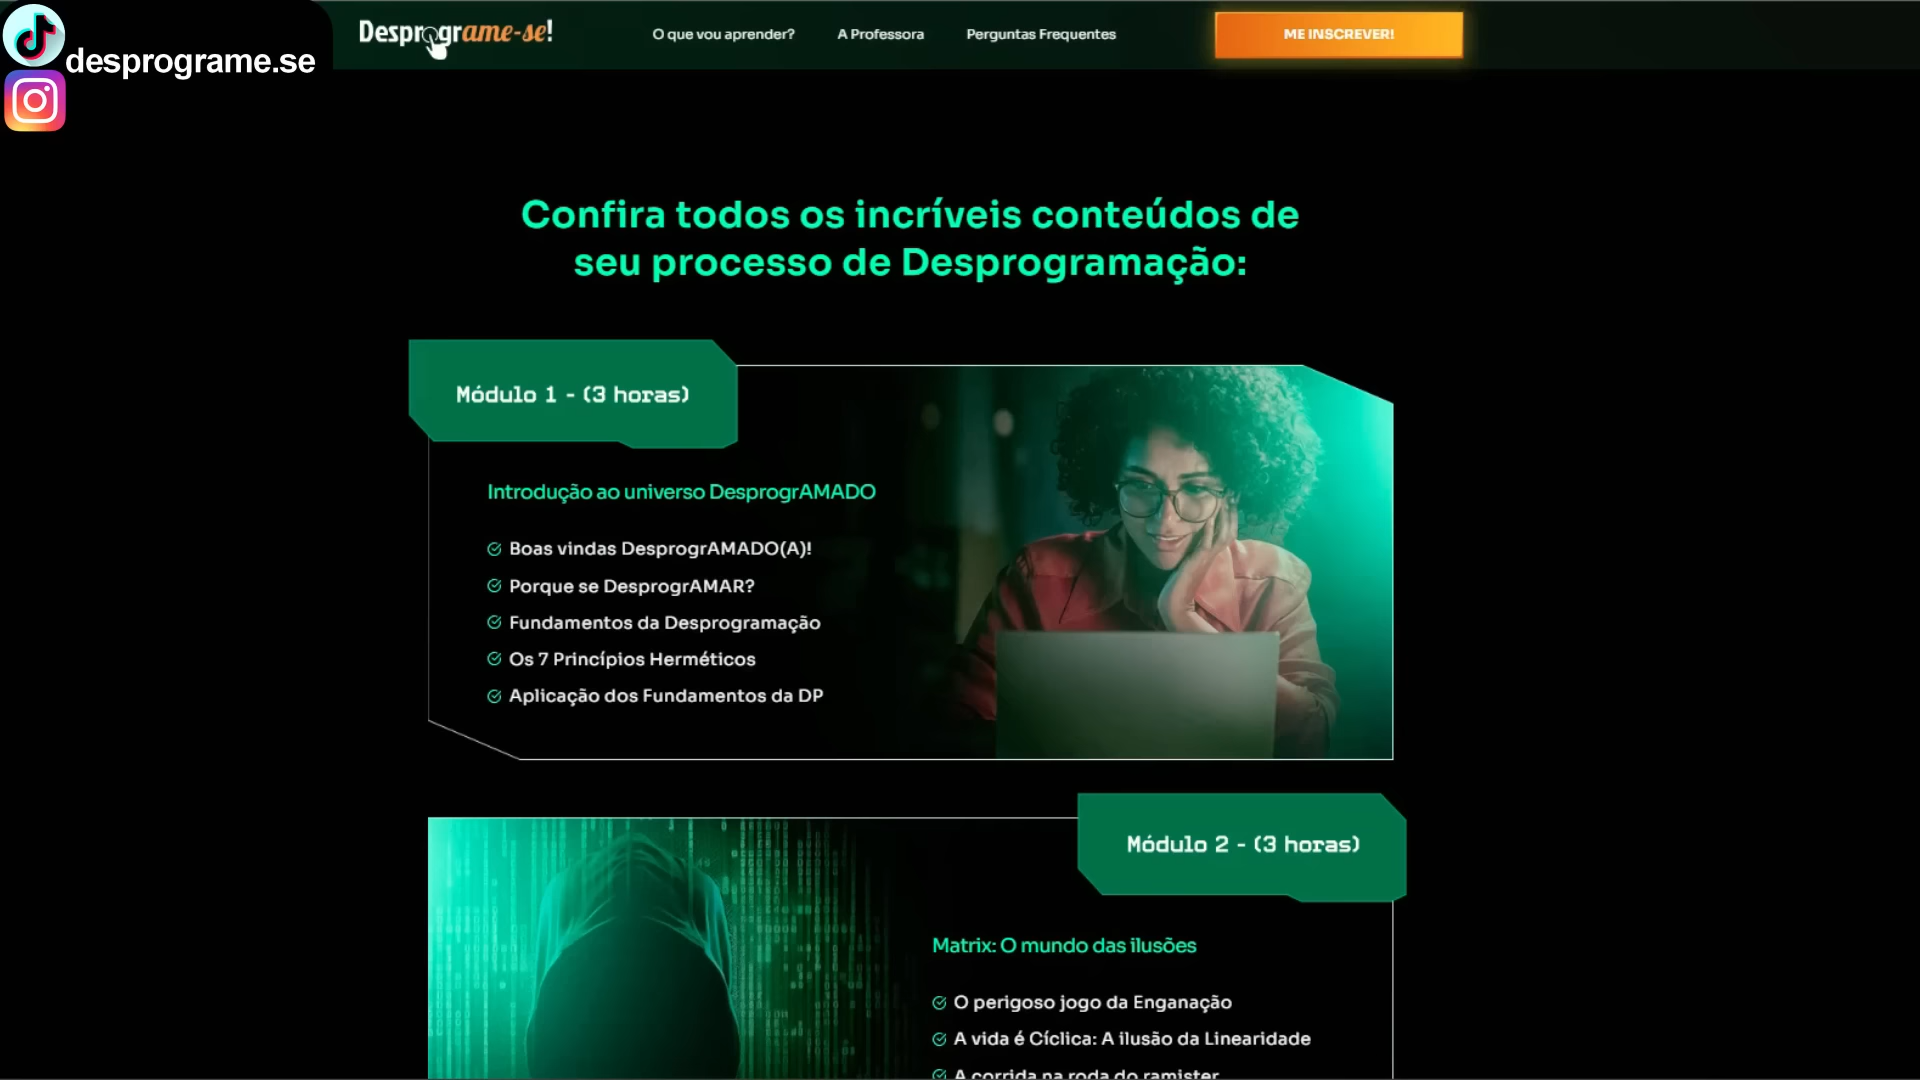 desprograme.se
Desprograme-se!
O que vou aprender?
A Professora
Perguntas Frequentes
ME INSCREVER!
Confira todos os incríveis conteúdos de
seu processo de Desprogramação:
Módulo 1 - (3 horas)
Introdução ao universo DesprogrAMADO
Boas vindas DesprogrAMADO(A)!
Porque se DesprogrAMAR?
Fundamentos da Desprogramação
Os 7 Princípios Herméticos
Aplicação dos Fundamentos da DP
Módulo 2 - (3 horas)
Matrix: O mundo das ilusões
O perigoso jogo da Enganação
A vida é Cíclica: A ilusão da Linearidade
A corrida na roda do ramister